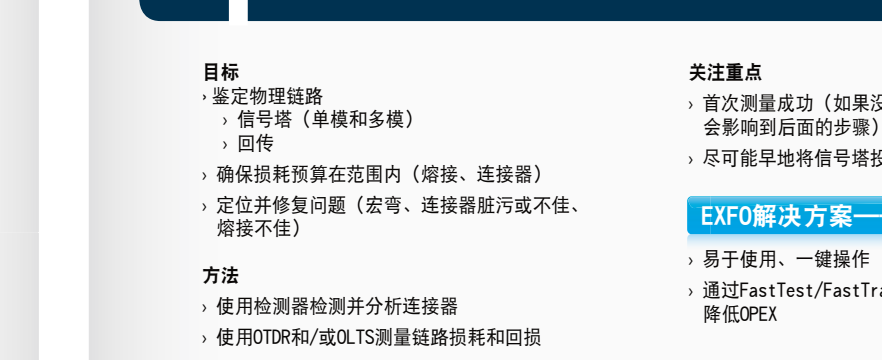 目标
› 鉴定物理链路
› 信号塔（单模和多模）
› 回传
› 确保损耗预算在范围内（熔接、连接器）
› 定位并修复问题（宏弯、连接器脏污或不佳、
熔接不佳）
方法
› 使用检测器检测并分析连接器
› 使用OTDR和/或OLTS测量链路损耗和回损
关注重点
› 首次测量成功（如果没
会影响到后面的步骤）
› 尽可能早地将信号塔投
EXFO解决方案—
› 易于使用、一键操作
› 通过FastTest/FastTra
降低OPEX